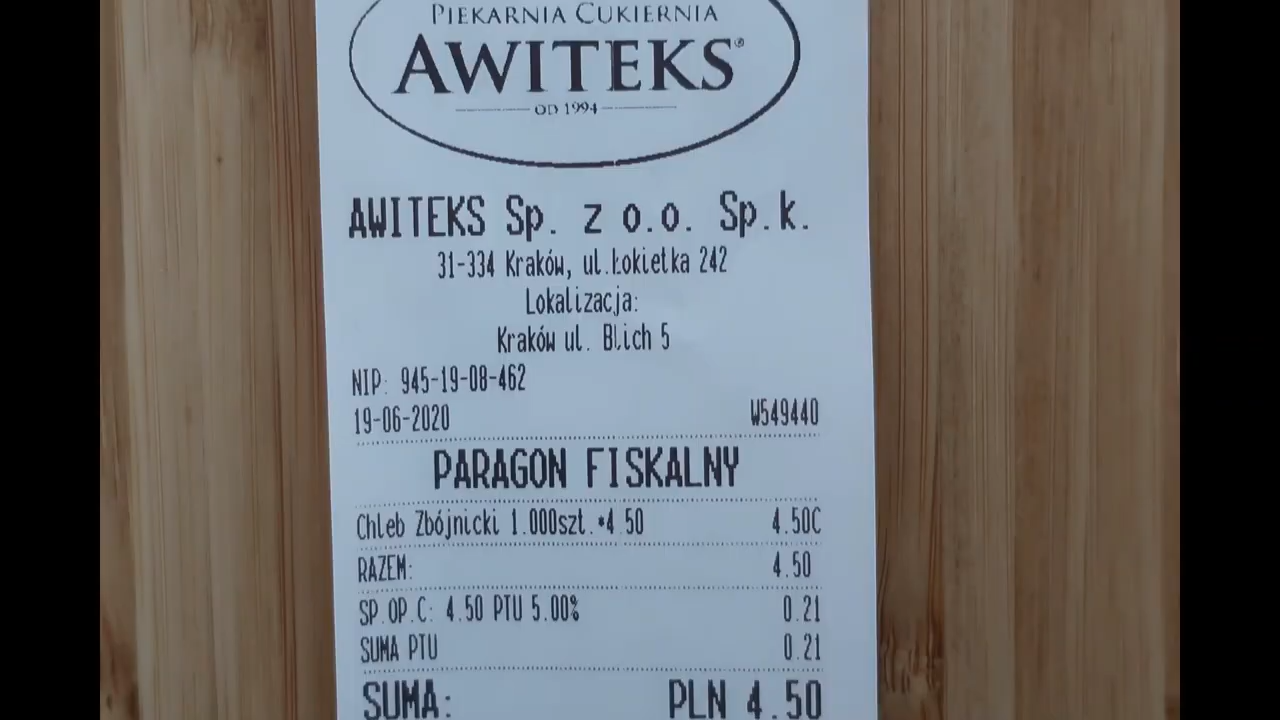 PIEKARNIA CUKIERNIA
AWITEKS®
OD 1994
AWITEKS Sp. z o.o. Sp.k.
31-334 Kraków, ul.Łokietka 242
Lokalizacja:
Kraków ul. Blich 5
NIP: 945-19-08-462
19-06-2020 W549440
PARAGON FISKALNY
Chleb Zbójnicki 1.000szt.*4.50 4.50C
RAZEM: 4.50
SP.OP.C: 4.50 PTU 5.00% 0.21
SUMA PTU 0.21
SUMA: PLN 4.50